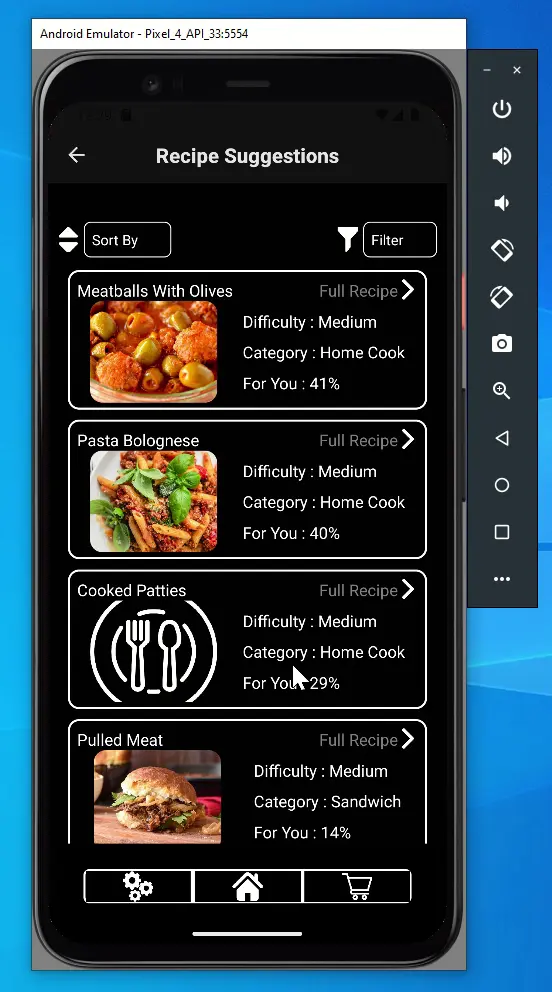 Android Emulator - Pixel_4_API_33:5554
Recipe Suggestions
Sort By
Filter
Meatballs With Olives
Full Recipe
Difficulty : Medium
Category : Home Cook
For You : 41%
Pasta Bolognese
Full Recipe
Difficulty : Medium
Category : Home Cook
For You : 40%
Cooked Patties
Full Recipe
Difficulty : Medium
Category : Home Cook
For You : 29%
Pulled Meat
Full Recipe
Difficulty : Medium
Category : Sandwich
For You : 14%